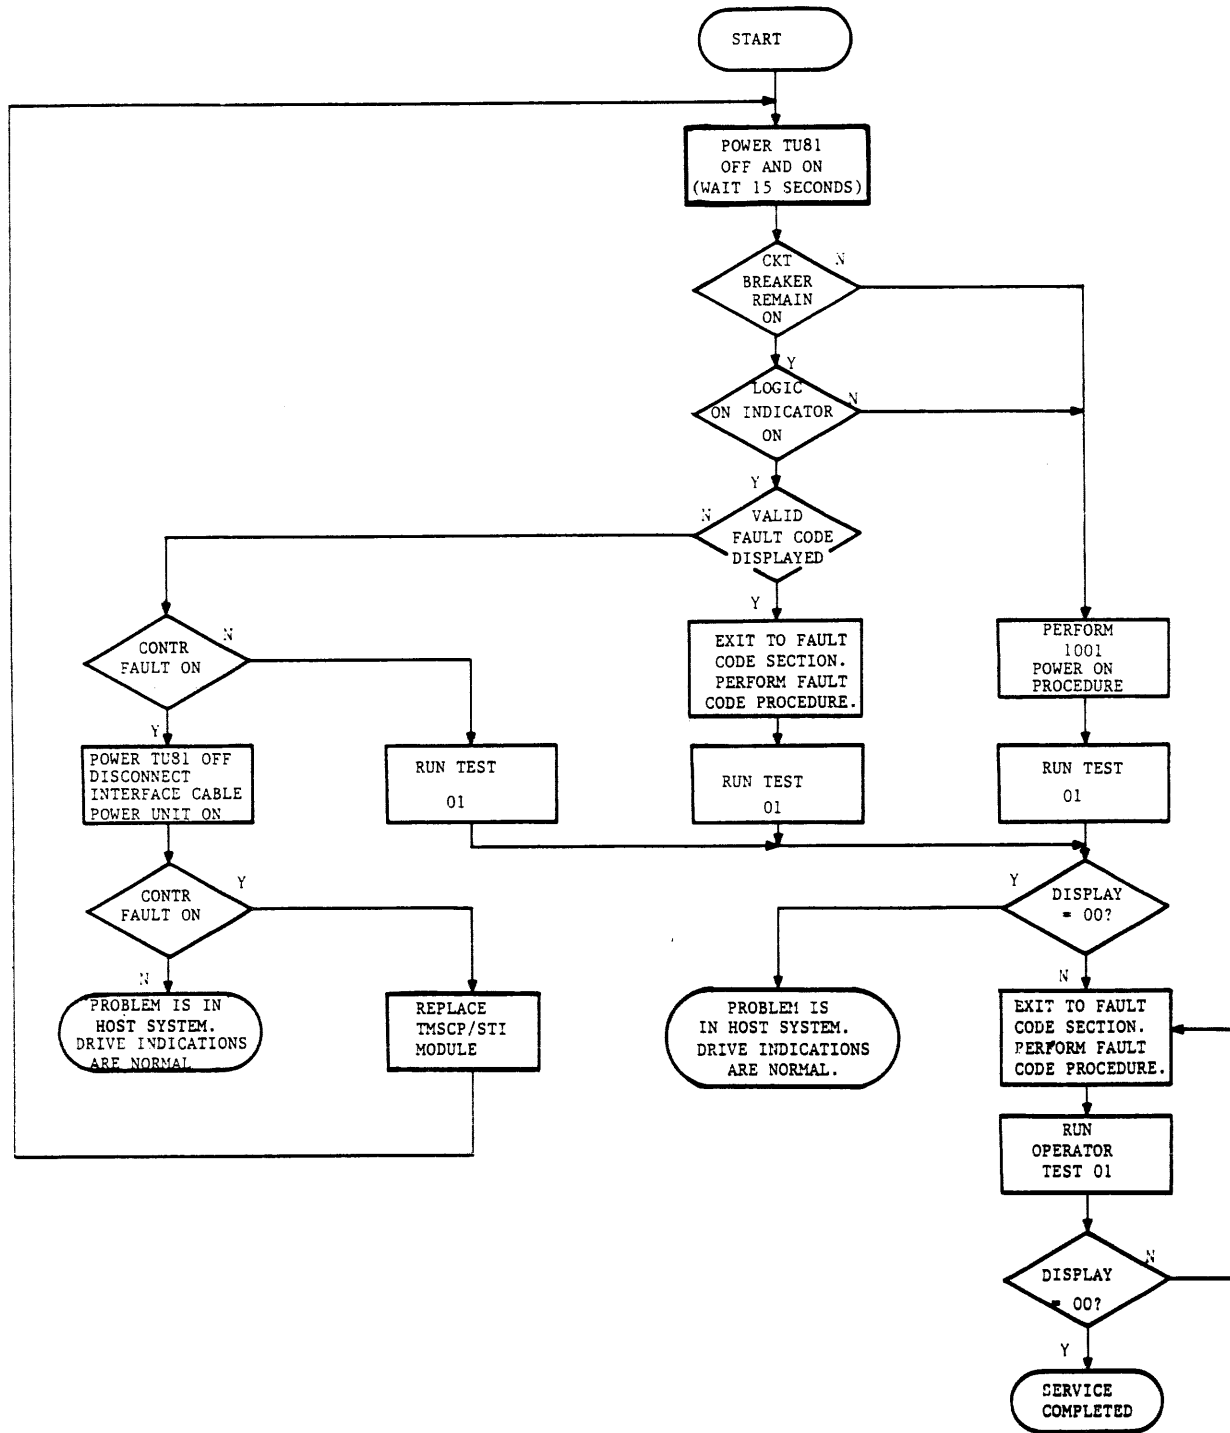 START
POWER TU81
OFF AND ON
(WAIT 15 SECONDS)
CKT
BREAKER
REMAIN
ON
N
Y
LOGIC
ON INDICATOR
ON
N
Y
VALID
FAULT CODE
DISPLAYED
N
Y
CONTR
FAULT ON
N
Y
EXIT TO FAULT
CODE SECTION.
PERFORM FAULT
CODE PROCEDURE.
PERFORM
1001
POWER ON
PROCEDURE
POWER TU81 OFF
DISCONNECT
INTERFACE CABLE
POWER UNIT ON
RUN TEST
01
RUN TEST
01
RUN TEST
01
CONTR
FAULT ON
Y
N
DISPLAY
= 00?
Y
N
PROBLEM IS IN
HOST SYSTEM.
DRIVE INDICATIONS
ARE NORMAL
REPLACE
TMSCP/STI
MODULE
PROBLEM IS
IN HOST SYSTEM.
DRIVE INDICATIONS
ARE NORMAL.
EXIT TO FAULT
CODE SECTION.
PERFORM FAULT
CODE PROCEDURE.
RUN
OPERATOR
TEST 01
DISPLAY
= 00?
N
Y
SERVICE
COMPLETED